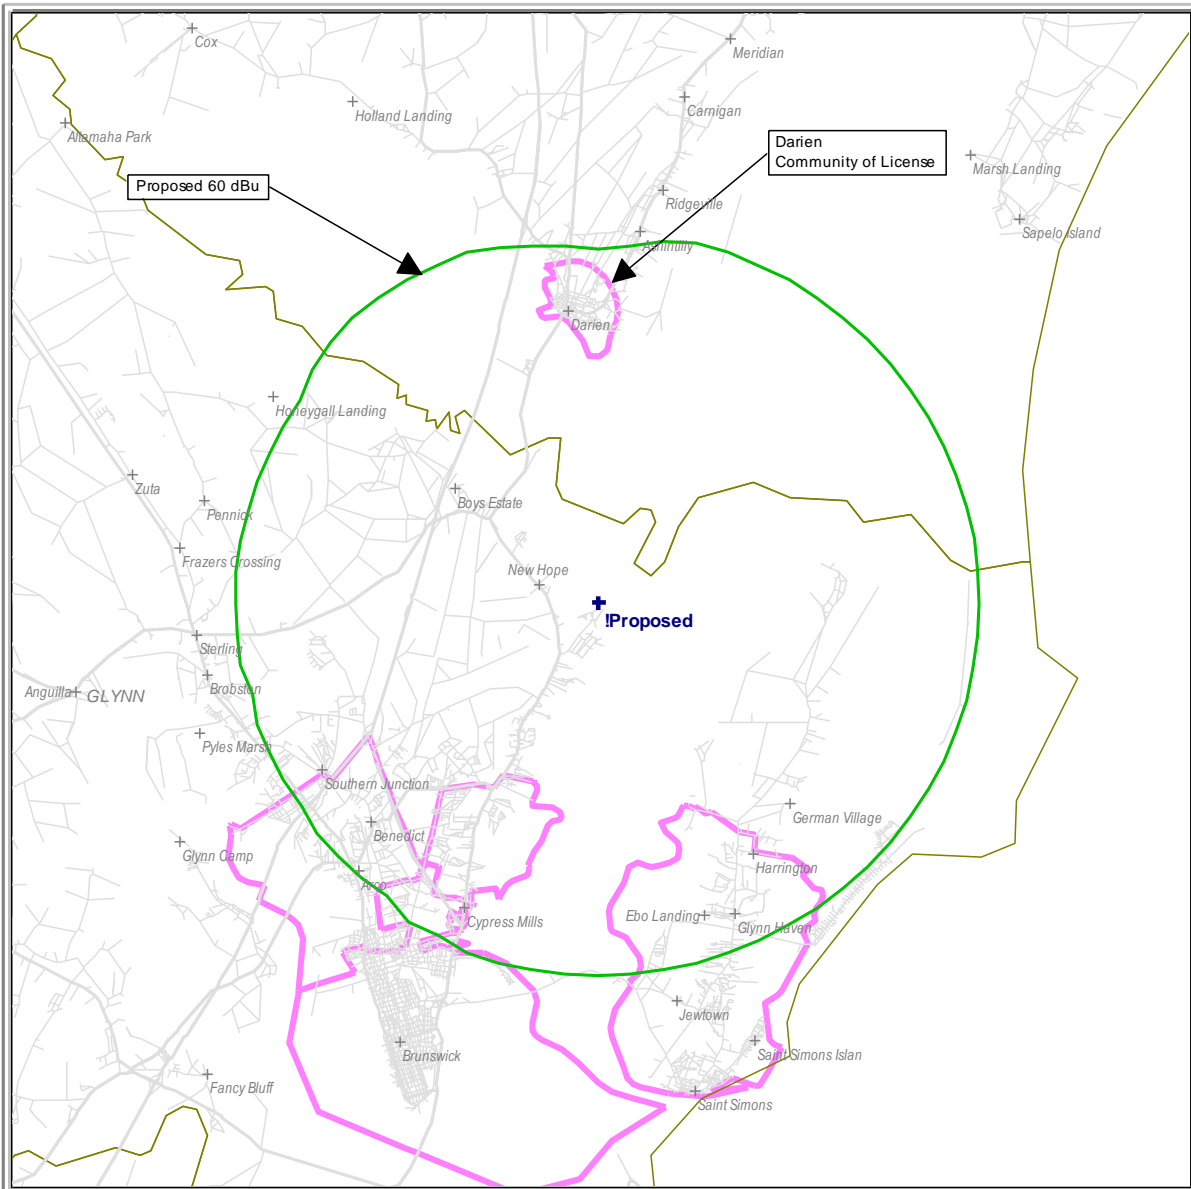 Cox
Meridian
Holland Landing
Carnigan
Altamaha Park
Darien
Community of License
Marsh Landing
Proposed 60 dBu
Ridgeville
Sapelo Island
Ashintilly
Darien
Honeygall Landing
Zuta
Pennick
Boys Estate
Frazers Crossing
New Hope
!Proposed
Sterling
Brobston
Anguilla
GLYNN
Pyles Marsh
Southern Junction
German Village
Benedict
Glynn Camp
Harrington
Arco
Ebo Landing
Cypress Mills
Glynn Haven
Jewtown
Brunswick
Saint Simons Islan
Fancy Bluff
Saint Simons